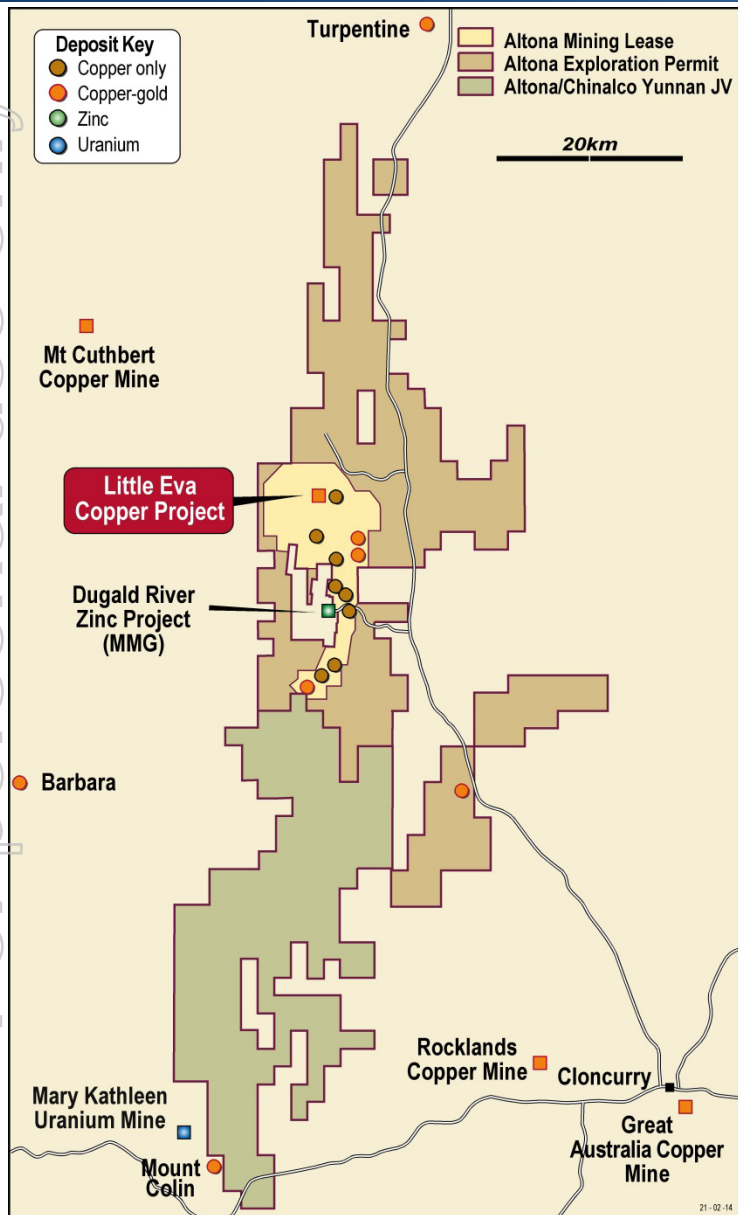 Deposit Key
Copper only
Copper-gold
Zinc
Uranium
Turpentine
Altona Mining Lease
Altona Exploration Permit
Altona/Chinalco Yunnan JV
20km
Mt Cuthbert
Copper Mine
Little Eva
Copper Project
Dugald River
Zinc Project
(MMG)
Barbara
Rocklands
Copper Mine
Cloncurry
Mary Kathleen
Uranium Mine
Great
Australia Copper
Mine
Mount
Colin
21 - 02 -14